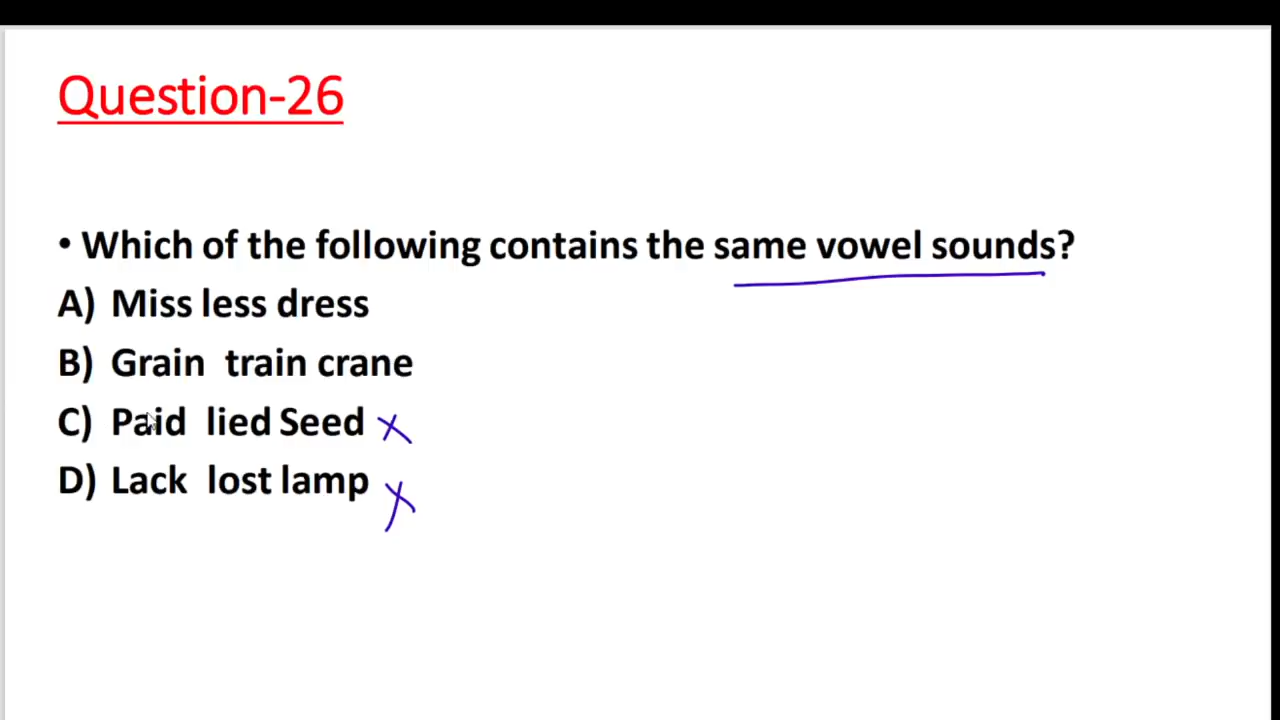 Question-26
• Which of the following contains the same vowel sounds?
A) Miss less dress
B) Grain train crane
C) Paid lied Seed
D) Lack lost lamp